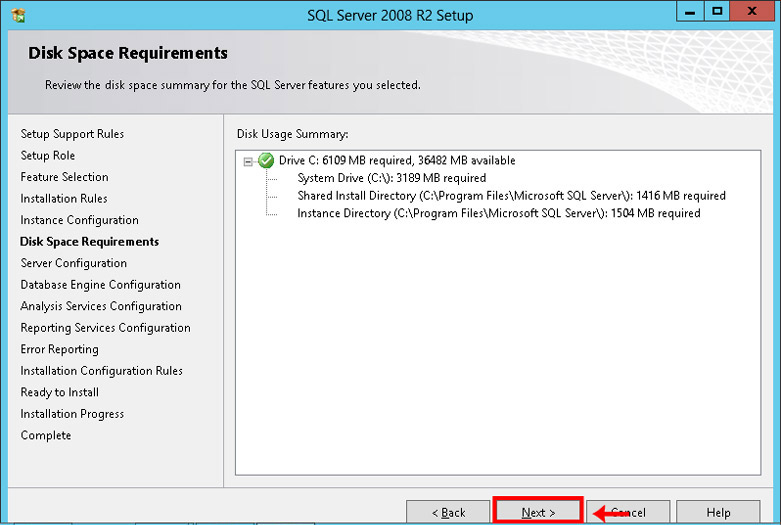 SQL Server 2008 R2 Setup
Disk Space Requirements
Review the disk space summary for the SQL Server features you selected.
Setup Support Rules
Setup Role
Feature Selection
Installation Rules
Instance Configuration
Disk Space Requirements
Server Configuration
Database Engine Configuration
Analysis Services Configuration
Reporting Services Configuration
Error Reporting
Installation Configuration Rules
Ready to Install
Installation Progress
Complete
Disk Usage Summary:
Drive C: 6109 MB required, 36482 MB available
System Drive (C:\): 3189 MB required
Shared Install Directory (C:\Program Files\Microsoft SQL Server\): 1416 MB required
Instance Directory (C:\Program Files\Microsoft SQL Server\): 1504 MB required
< Back
Next >
Cancel
Help